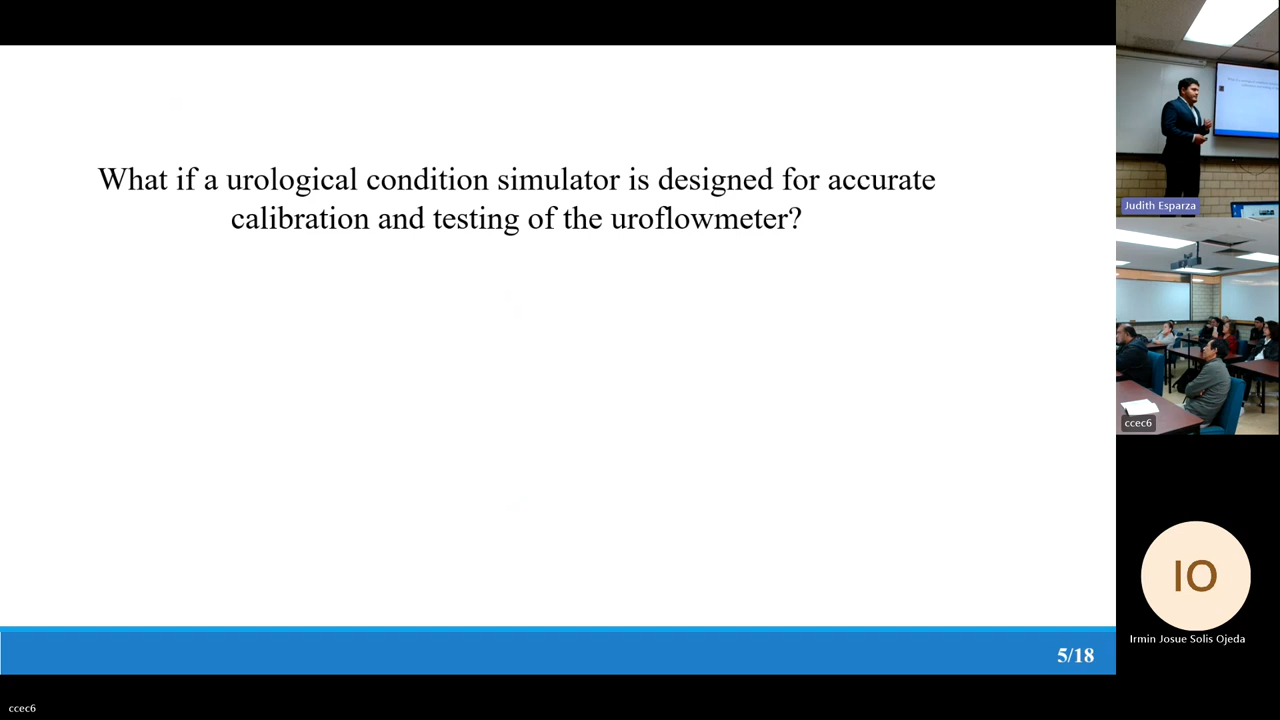 What if a urological condition simulator is designed for accurate
calibration and testing of the uroflowmeter?
5/18
Judith Esparza
ccec6
IO
Irmin Josue Solis Ojeda
ccec6